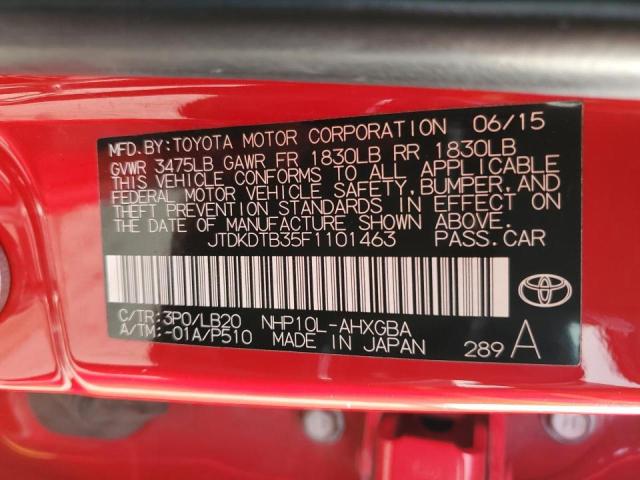 MFD.BY:TOYOTA MOTOR CORPORATION 06/15
GVWR 3475LB GAWR FR 1830LB RR 1830LB
THIS VEHICLE CONFORMS TO ALL APPLICABLE
FEDERAL MOTOR VEHICLE SAFETY,BUMPER,AND
THEFT PREVENTION STANDARDS IN EFFECT ON
THE DATE OF MANUFACTURE SHOWN ABOVE.
JTDKDTB35F1101463 PASS.CAR
C/TR:3P0/LB20 NHP10L-AHXGBA
A/TM:-01A/P510 MADE IN JAPAN 289 A